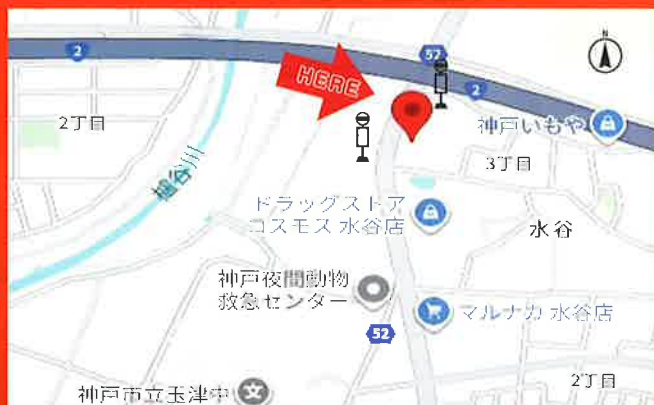 2
52
N
HERE
2
2丁目
神戸いもや
3丁目
櫨谷川
ドラッグストア
コスモス 水谷店
水谷
神戸夜間動物
救急センター
マルナカ 水谷店
52
2丁目
神戸市立玉津中
文